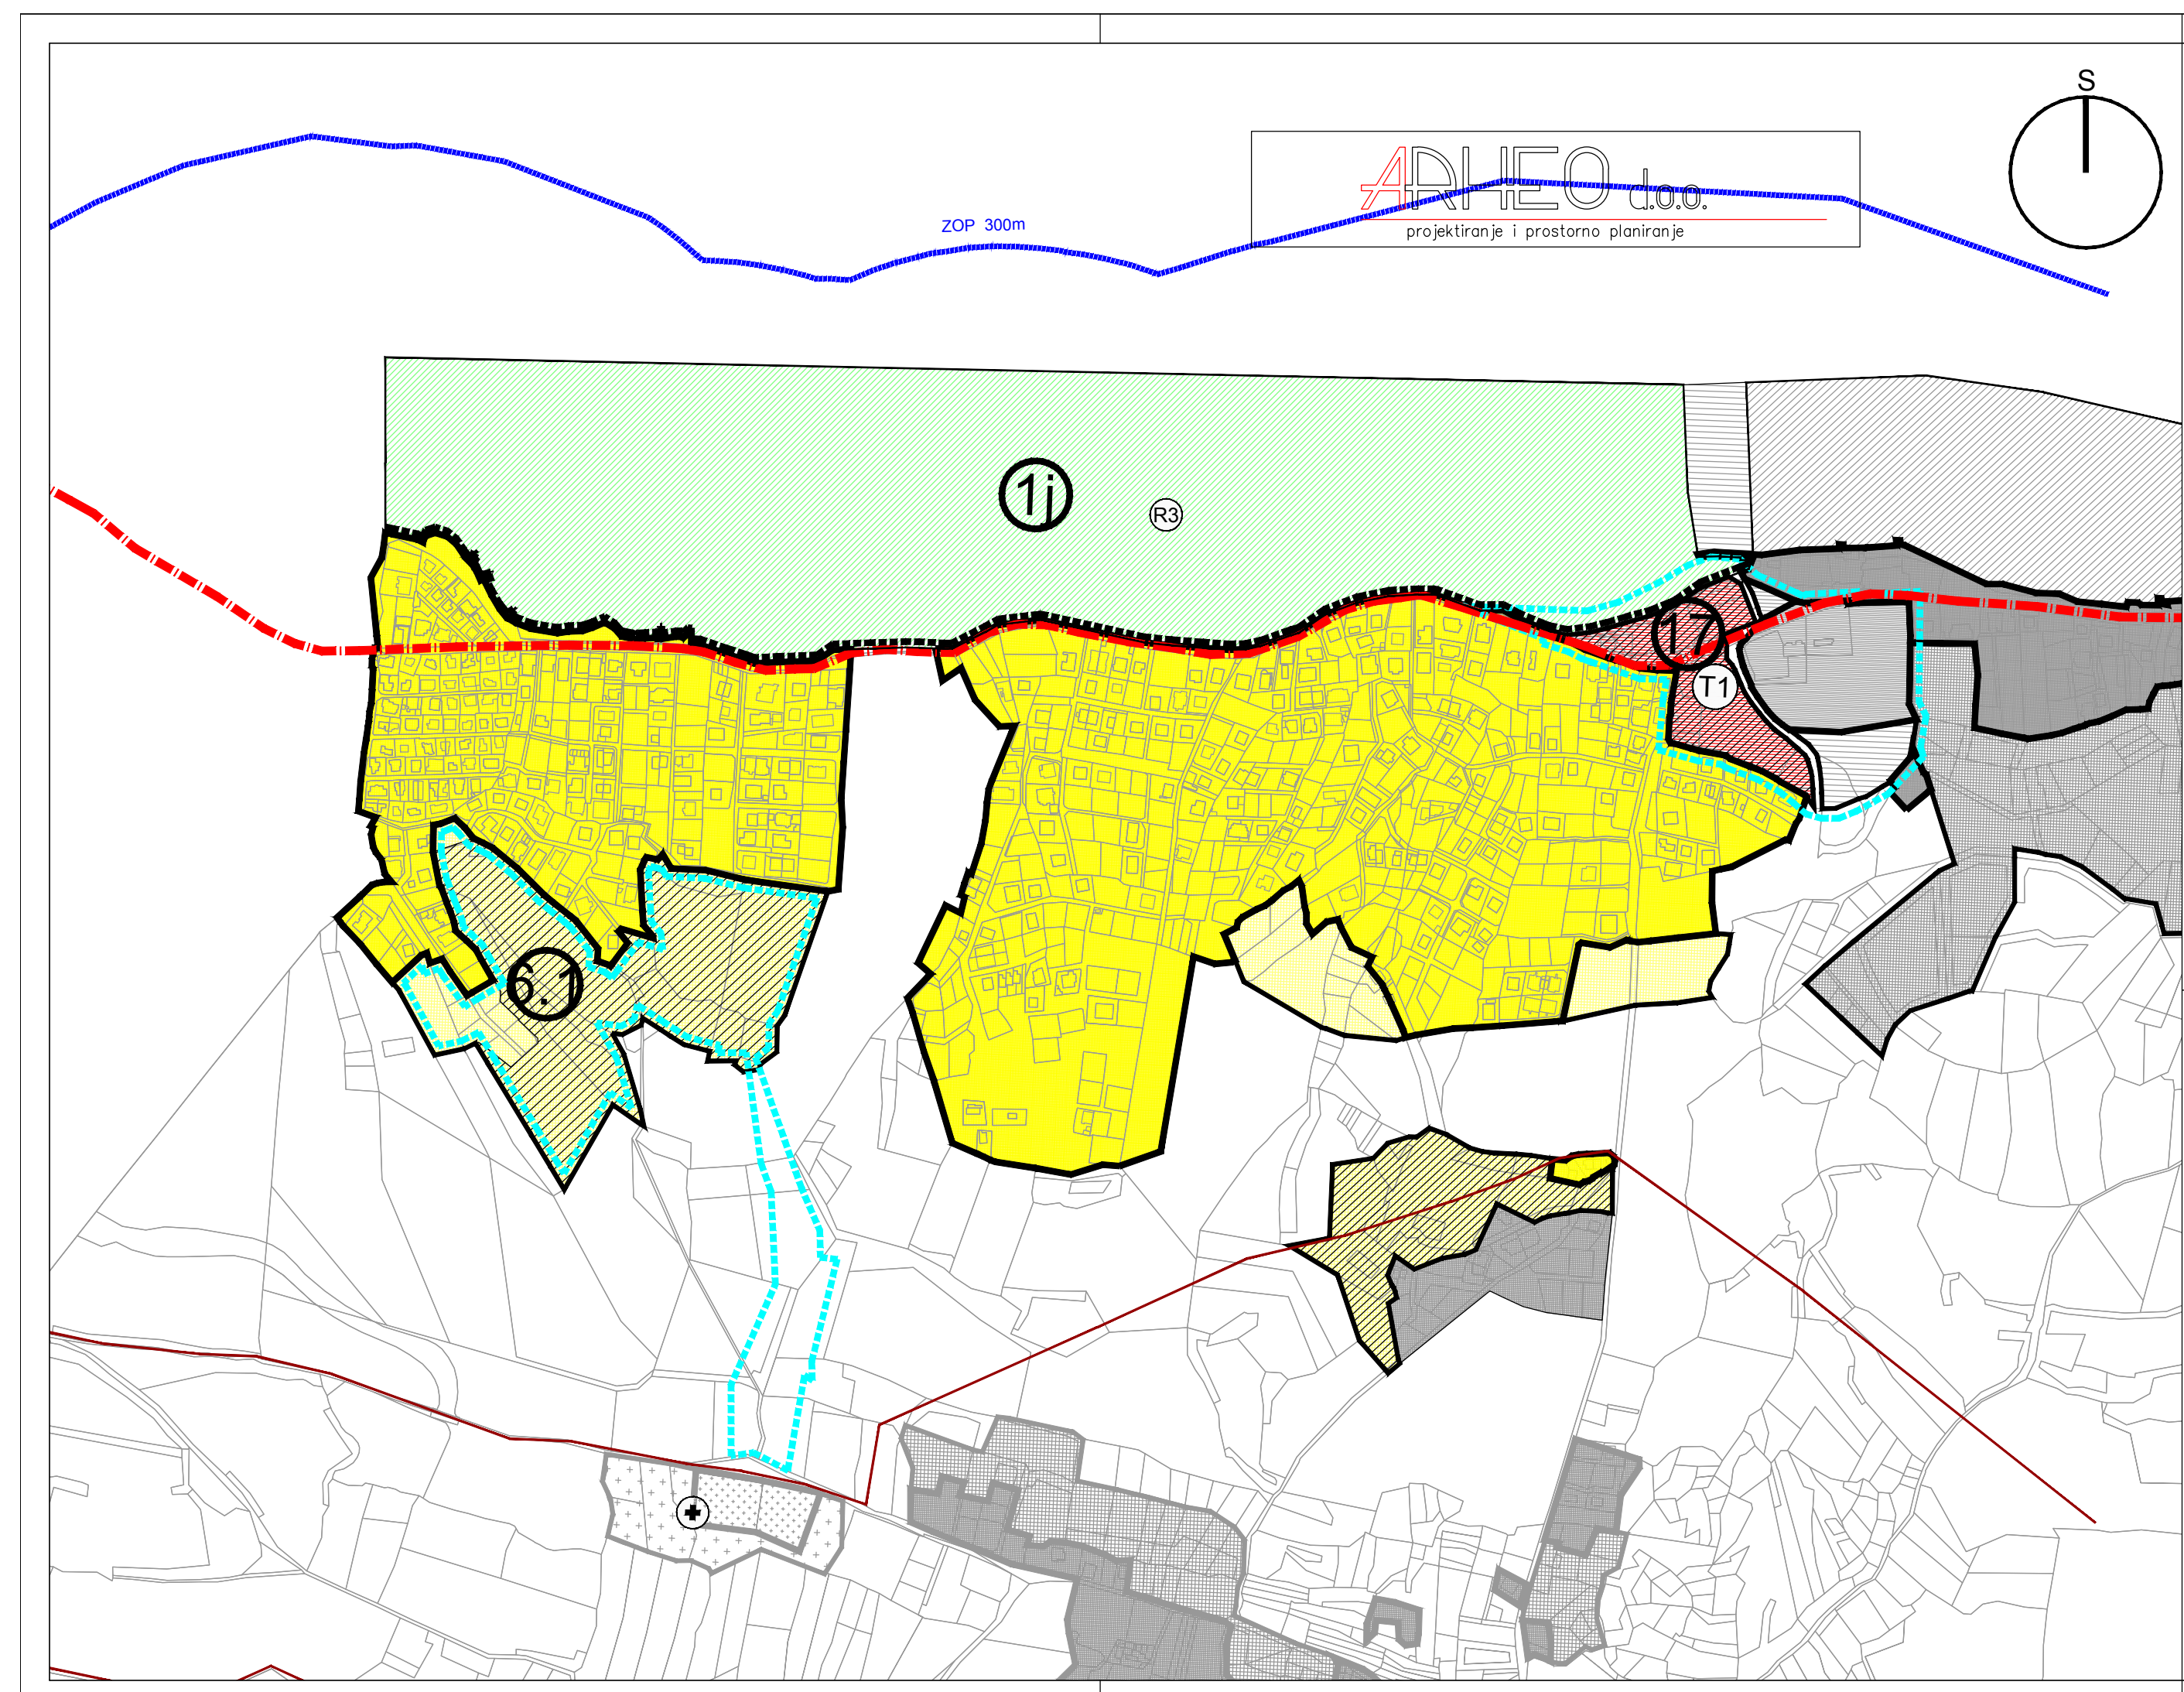 S
ARHEO d.o.o.
projektiranje i prostorno planiranje
ZOP 300m
1j
R3
17
T1
6.1